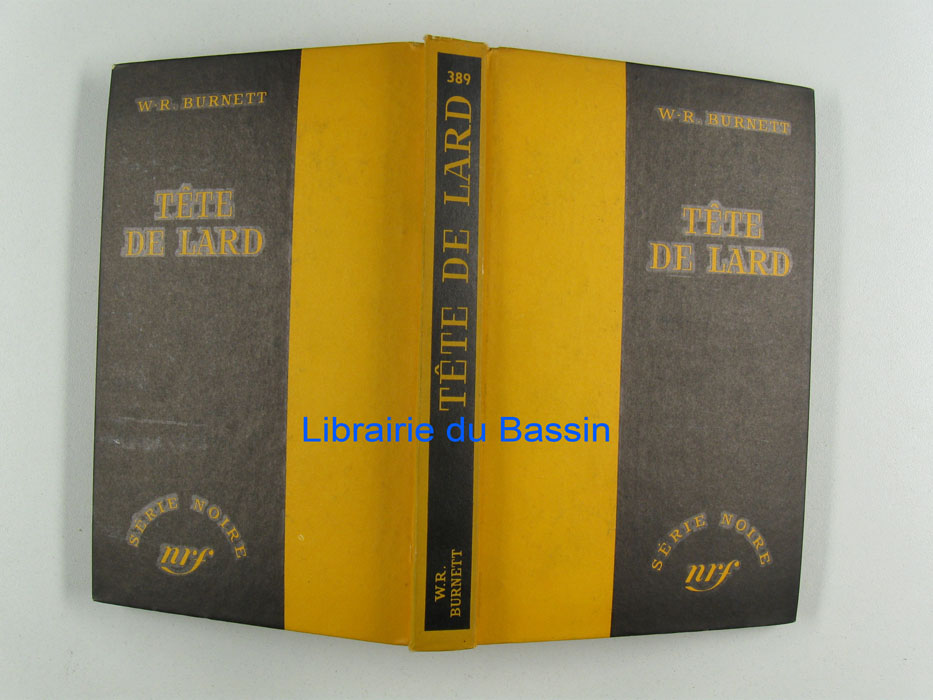 W-R. BURNETT
TÊTE
DE LARD
SÉRIE NOIRE
nrf
389
TÊTE DE LARD
W.R.
BURNETT
W-R. BURNETT
TÊTE
DE LARD
SÉRIE NOIRE
nrf
Librairie du Bassin